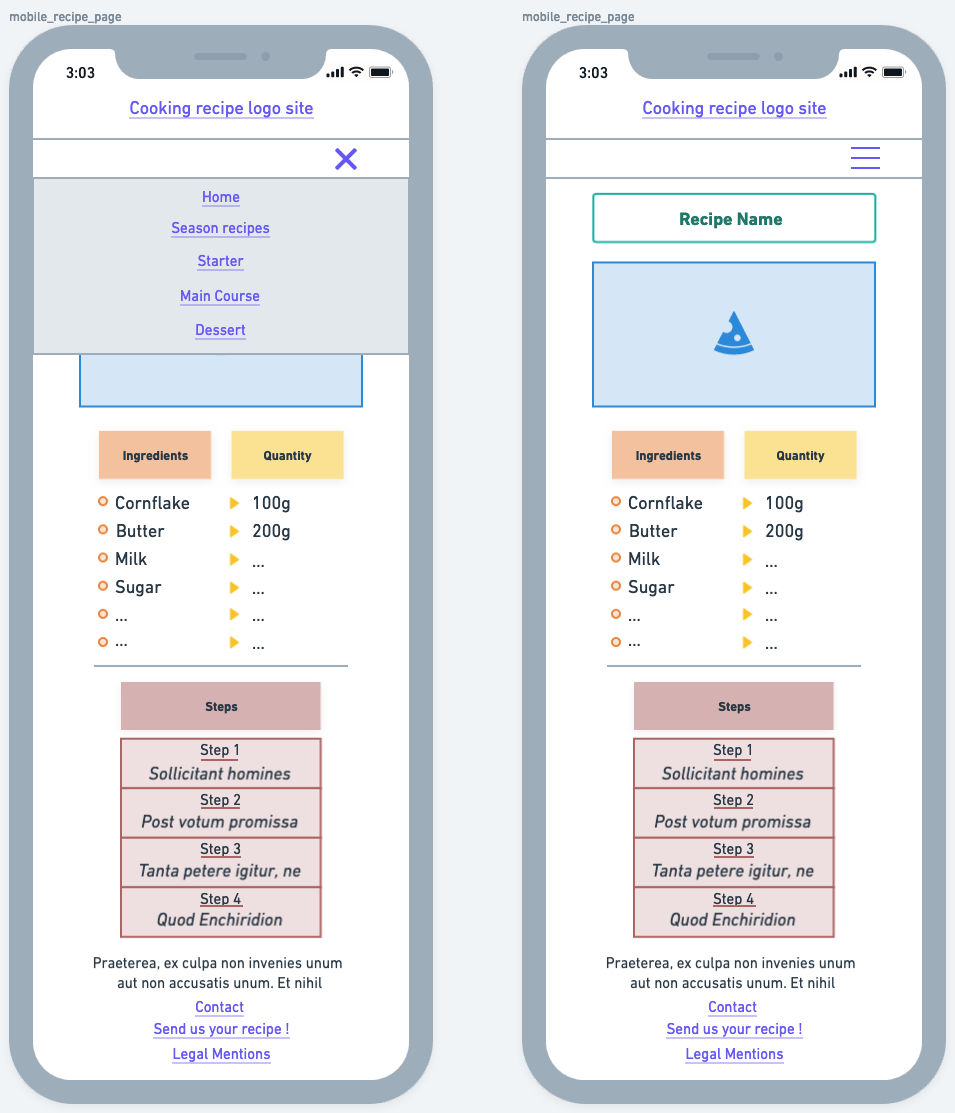 mobile_recipe_page
3:03
Cooking recipe logo site
Home
Season recipes
Starter
Main Course
Dessert
Ingredients Quantity
Cornflake 100g
Butter 200g
Milk ...
Sugar ...
... ...
... ...
Steps
Step 1
Sollicitant homines
Step 2
Post votum promissa
Step 3
Tanta petere igitur, ne
Step 4
Quod Enchiridion
Praeterea, ex culpa non invenies unum
aut non accusatis unum. Et nihil
Contact
Send us your recipe !
Legal Mentions
mobile_recipe_page
3:03
Cooking recipe logo site
Recipe Name
Ingredients Quantity
Cornflake 100g
Butter 200g
Milk ...
Sugar ...
... ...
... ...
Steps
Step 1
Sollicitant homines
Step 2
Post votum promissa
Step 3
Tanta petere igitur, ne
Step 4
Quod Enchiridion
Praeterea, ex culpa non invenies unum
aut non accusatis unum. Et nihil
Contact
Send us your recipe !
Legal Mentions